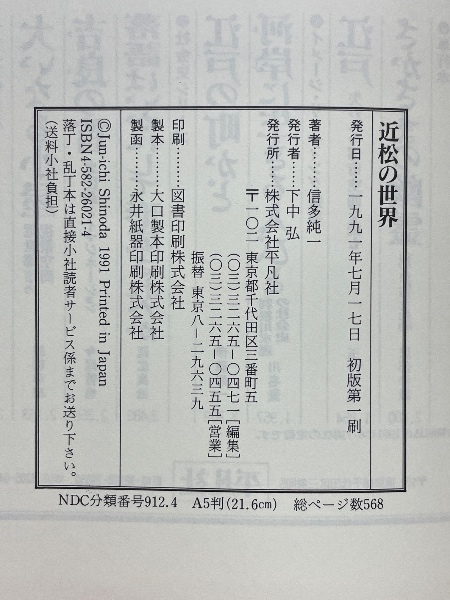 近松の世界
発行日……一九九一年七月一七日　初版第一刷
著者……信多純一
発行者……下中　弘
発行所……株式会社平凡社
〒一〇二　東京都千代田区三番町五
(〇三)三二六五―〇四七一[編集]
(〇三)三二六五―〇四五五[営業]
振替　東京八―二九六三九
印刷………図書印刷株式会社
製本………大口製本印刷株式会社
製函………永井紙器印刷株式会社
©Jun-ichi Shinoda 1991 Printed in Japan
ISBN4-582-26021-4
落丁・乱丁本は直接小社読者サービス係までお送り下さい。
(送料小社負担)
NDC分類番号912.4　A5判(21.6cm)　総ページ数568